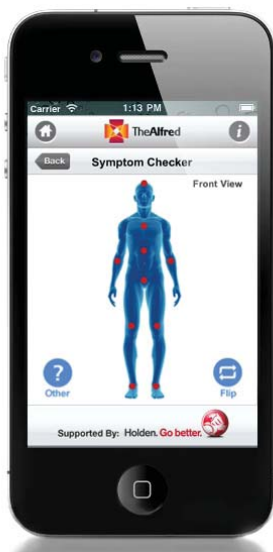 Carrier 1:13 PM
TheAlfred
Back Symptom Checker
Front View
? Other Flip
Supported By: Holden. Go better.